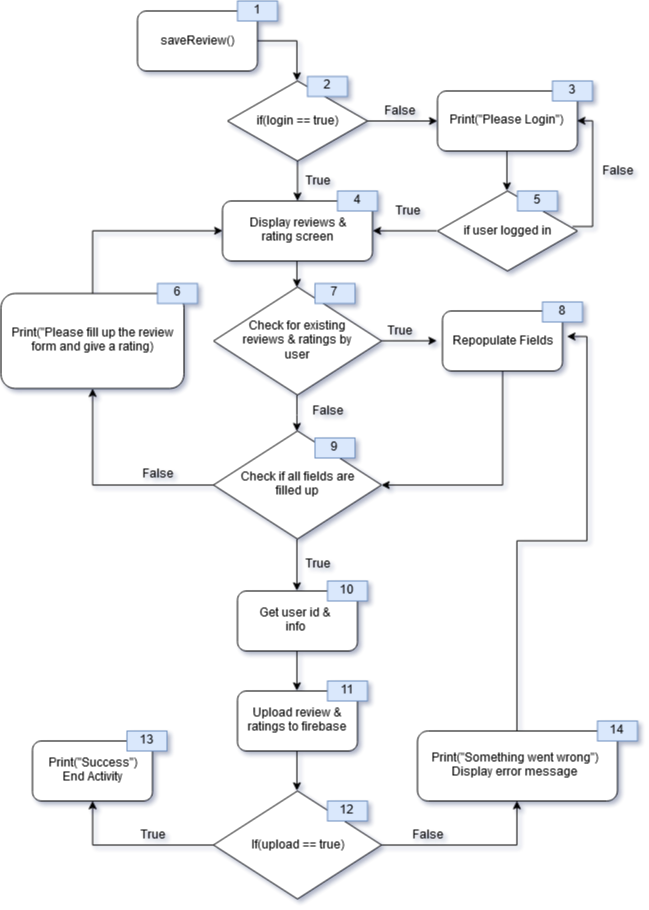 1
saveReview()
2
if(login == true)
False
3
Print("Please Login")
False
True
4
Display reviews &
rating screen
True
5
if user logged in
6
Print("Please fill up the review
form and give a rating)
7
Check for existing
reviews & ratings by
user
True
8
Repopulate Fields
False
9
Check if all fields are
filled up
False
True
10
Get user id &
info
11
Upload review &
ratings to firebase
13
Print("Success")
End Activity
14
Print("Something went wrong")
Display error message
12
If(upload == true)
True
False